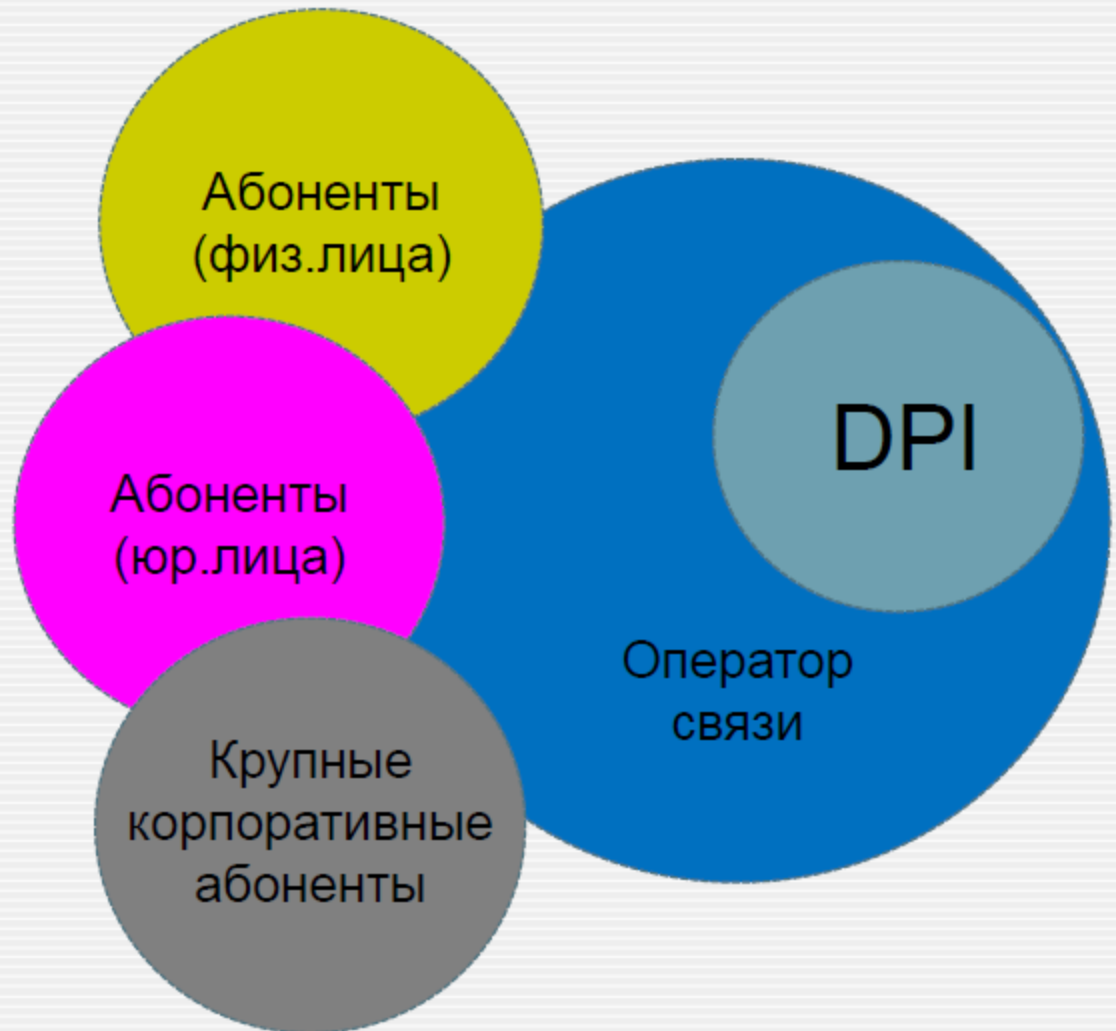 Абоненты
(физ.лица)
Абоненты
(юр.лица)
Крупные
корпоративные
абоненты
DPI
Оператор
связи